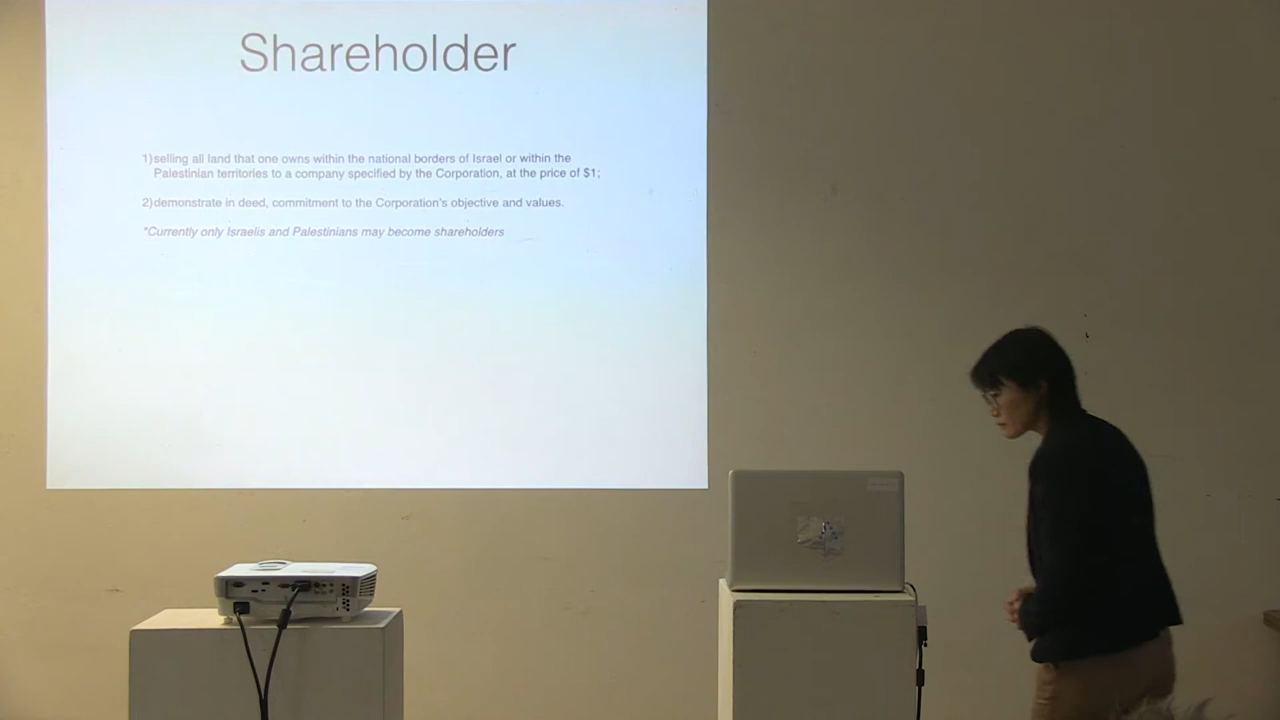 Shareholder
1)selling all land that one owns within the national borders of Israel or within the
Palestinian territories to a company specified by the Corporation, at the price of $1;
2)demonstrate in deed, commitment to the Corporation's objective and values.
*Currently only Israelis and Palestinians may become shareholders